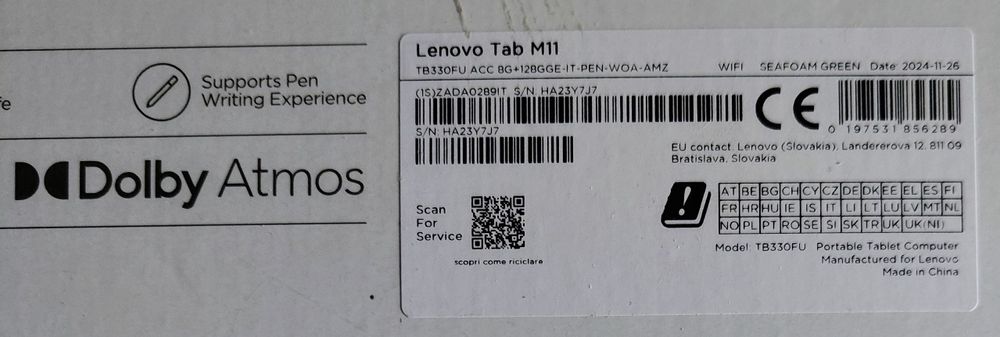 fe
Supports Pen
Writing Experience
Dolby Atmos
Lenovo Tab M11
TB330FU ACC 8G+128GGE-IT-PEN-WOA-AMZ WIFI SEAFOAM GREEN Date: 2024-11-26
(1S)ZADA0289IT S/N: HA23Y7J7
S/N: HA23Y7J7
CE
0 197531 856289
EU contact: Lenovo (Slovakia), Landererova 12, 811 09
Bratislava, Slovakia
Scan
For
Service
scopri come riciclare
!
AT BE BG CH CY CZ DE DK EE EL ES FI
FR HR HU IE IS IT LI LT LU LV MT NL
NO PL PT RO SE SI SK TR UK UK(NI)
Model: TB330FU Portable Tablet Computer
Manufactured for Lenovo
Made in China